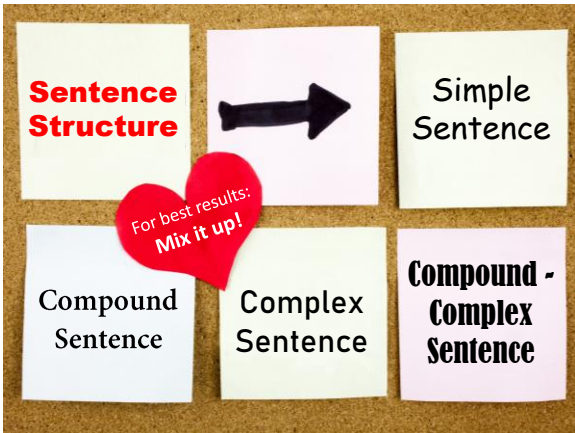 Sentence
Structure
Simple
Sentence
For best results:
Mix it up!
Compound
Sentence
Complex
Sentence
Compound -
Complex
Sentence